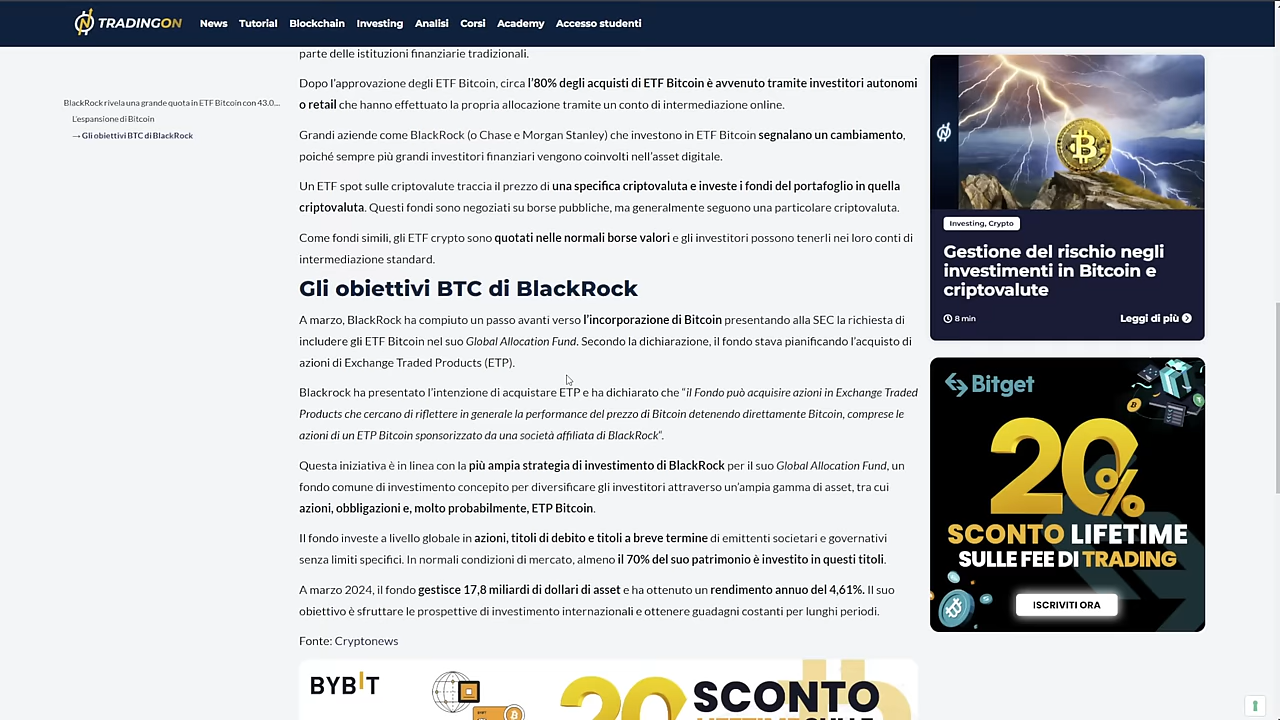 TRADINGON News Tutorial Blockchain Investing Analisi Corsi Academy Accesso studenti
BlackRock rivela una grande quota in ETF Bitcoin con 43.0...
L'espansione di Bitcoin
→ Gli obiettivi BTC di BlackRock
parte delle istituzioni finanziarie tradizionali.
Dopo l'approvazione degli ETF Bitcoin, circa l'80% degli acquisti di ETF Bitcoin è avvenuto tramite investitori autonomi
o retail che hanno effettuato la propria allocazione tramite un conto di intermediazione online.
Grandi aziende come BlackRock (o Chase e Morgan Stanley) che investono in ETF Bitcoin segnalano un cambiamento,
poiché sempre più grandi investitori finanziari vengono coinvolti nell'asset digitale.
Un ETF spot sulle criptovalute traccia il prezzo di una specifica criptovaluta e investe i fondi del portafoglio in quella
criptovaluta. Questi fondi sono negoziati su borse pubbliche, ma generalmente seguono una particolare criptovaluta.
Come fondi simili, gli ETF crypto sono quotati nelle normali borse valori e gli investitori possono tenerli nei loro conti di
intermediazione standard.
Gli obiettivi BTC di BlackRock
A marzo, BlackRock ha compiuto un passo avanti verso l'incorporazione di Bitcoin presentando alla SEC la richiesta di
includere gli ETF Bitcoin nel suo Global Allocation Fund. Secondo la dichiarazione, il fondo stava pianificando l'acquisto di
azioni di Exchange Traded Products (ETP).
Blackrock ha presentato l'intenzione di acquistare ETP e ha dichiarato che "il Fondo può acquisire azioni in Exchange Traded
Products che cercano di riflettere in generale la performance del prezzo di Bitcoin detenendo direttamente Bitcoin, comprese le
azioni di un ETP Bitcoin sponsorizzato da una società affiliata di BlackRock".
Questa iniziativa è in linea con la più ampia strategia di investimento di BlackRock per il suo Global Allocation Fund, un
fondo comune di investimento concepito per diversificare gli investitori attraverso un'ampia gamma di asset, tra cui
azioni, obbligazioni e, molto probabilmente, ETP Bitcoin.
Il fondo investe a livello globale in azioni, titoli di debito e titoli a breve termine di emittenti societari e governativi
senza limiti specifici. In normali condizioni di mercato, almeno il 70% del suo patrimonio è investito in questi titoli.
A marzo 2024, il fondo gestisce 17,8 miliardi di dollari di asset e ha ottenuto un rendimento annuo del 4,61%. Il suo
obiettivo è sfruttare le prospettive di investimento internazionali e ottenere guadagni costanti per lunghi periodi.
Fonte: Cryptonews
BYBIT
20
SCONTO
Investing, Crypto
Gestione del rischio negli
investimenti in Bitcoin e
criptovalute
8 min Leggi di più
Bitget
20%
SCONTO LIFETIME
SULLE FEE DI TRADING
ISCRIVITI ORA